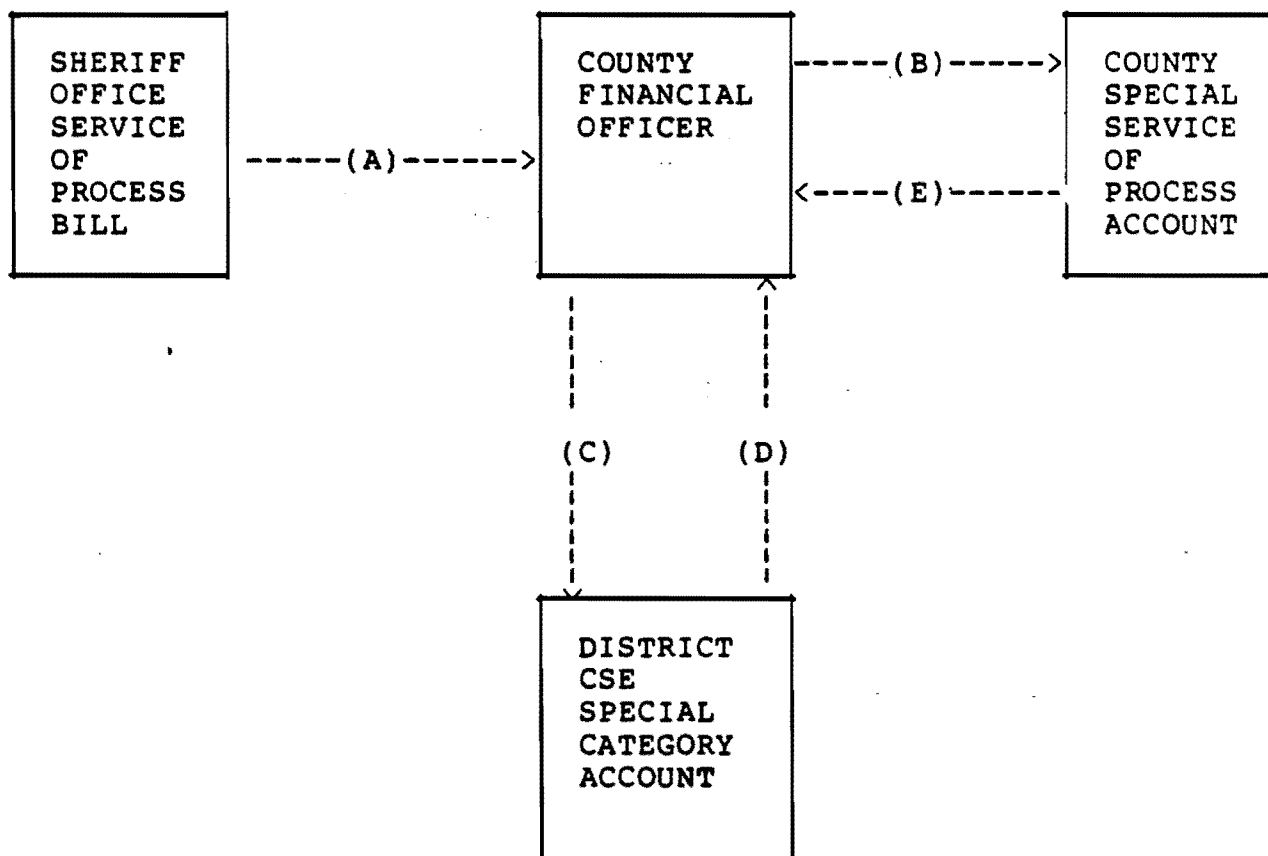 SHERIFF
OFFICE
SERVICE
OF
PROCESS
BILL
-----(A)------>
COUNTY
FINANCIAL
OFFICER
-----(B)----->
<----(E)------
COUNTY
SPECIAL
SERVICE
OF
PROCESS
ACCOUNT
(C)
(D)
DISTRICT
CSE
SPECIAL
CATEGORY
ACCOUNT